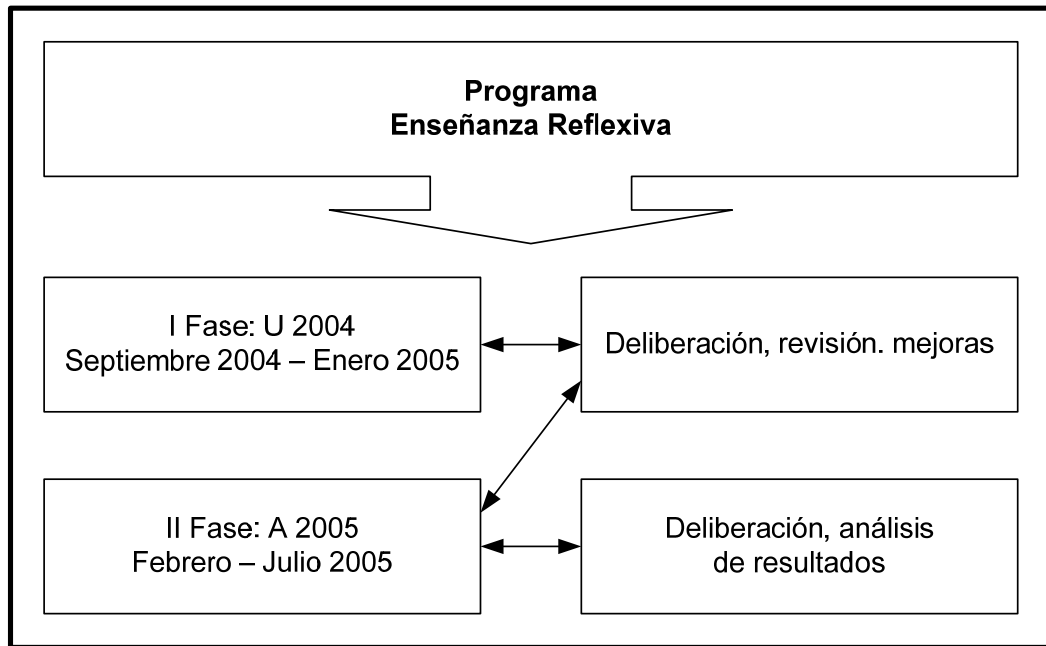 Programa
Enseñanza Reflexiva
I Fase: U 2004
Septiembre 2004 – Enero 2005
Deliberación, revisión. mejoras
II Fase: A 2005
Febrero – Julio 2005
Deliberación, análisis
de resultados